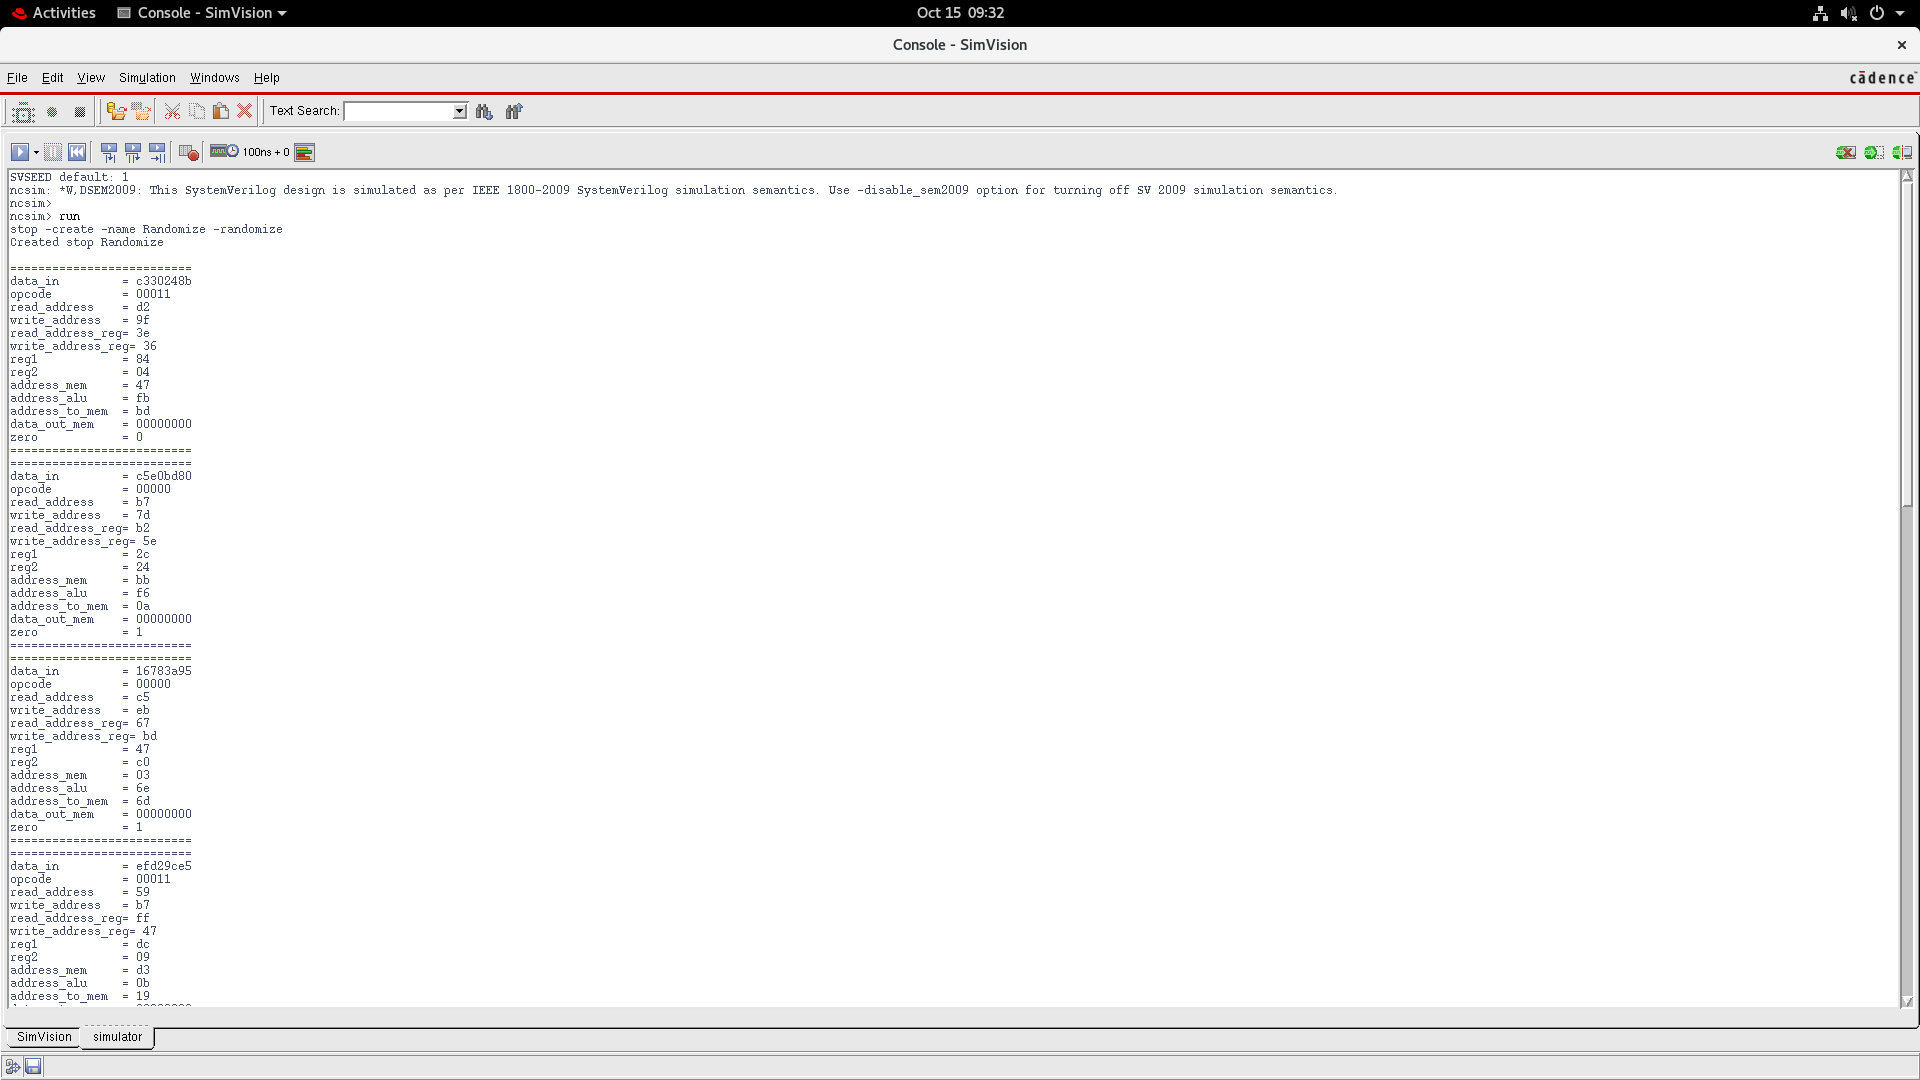 Activities Console - SimVision Oct 15 09:32
Console - SimVision
File Edit View Simulation Windows Help cādence
Text Search:
100ns + 0
SVSEED default: 1
ncsim: *W,DSEM2009: This SystemVerilog design is simulated as per IEEE 1800-2009 SystemVerilog simulation semantics. Use -disable_sem2009 option for turning off SV 2009 simulation semantics.
ncsim>
ncsim> run
stop -create -name Randomize -randomize
Created stop Randomize
==========================
data_in         = c330248b
opcode          = 00011
read_address    = d2
write_address   = 9f
read_address_reg= 3e
write_address_reg= 36
reg1            = 84
reg2            = 04
address_mem     = 47
address_alu     = fb
address_to_mem  = bd
data_out_mem    = 00000000
zero            = 0
==========================
==========================
data_in         = c5e0bd80
opcode          = 00000
read_address    = b7
write_address   = 7d
read_address_reg= b2
write_address_reg= 5e
reg1            = 2c
reg2            = 24
address_mem     = bb
address_alu     = f6
address_to_mem  = 0a
data_out_mem    = 00000000
zero            = 1
==========================
==========================
data_in         = 16783a95
opcode          = 00000
read_address    = c5
write_address   = eb
read_address_reg= 67
write_address_reg= bd
reg1            = 47
reg2            = c0
address_mem     = 03
address_alu     = 6e
address_to_mem  = 6d
data_out_mem    = 00000000
zero            = 1
==========================
==========================
data_in         = efd29ce5
opcode          = 00011
read_address    = 59
write_address   = b7
read_address_reg= ff
write_address_reg= 47
reg1            = dc
reg2            = 09
address_mem     = d3
address_alu     = 0b
address_to_mem  = 19
SimVision simulator